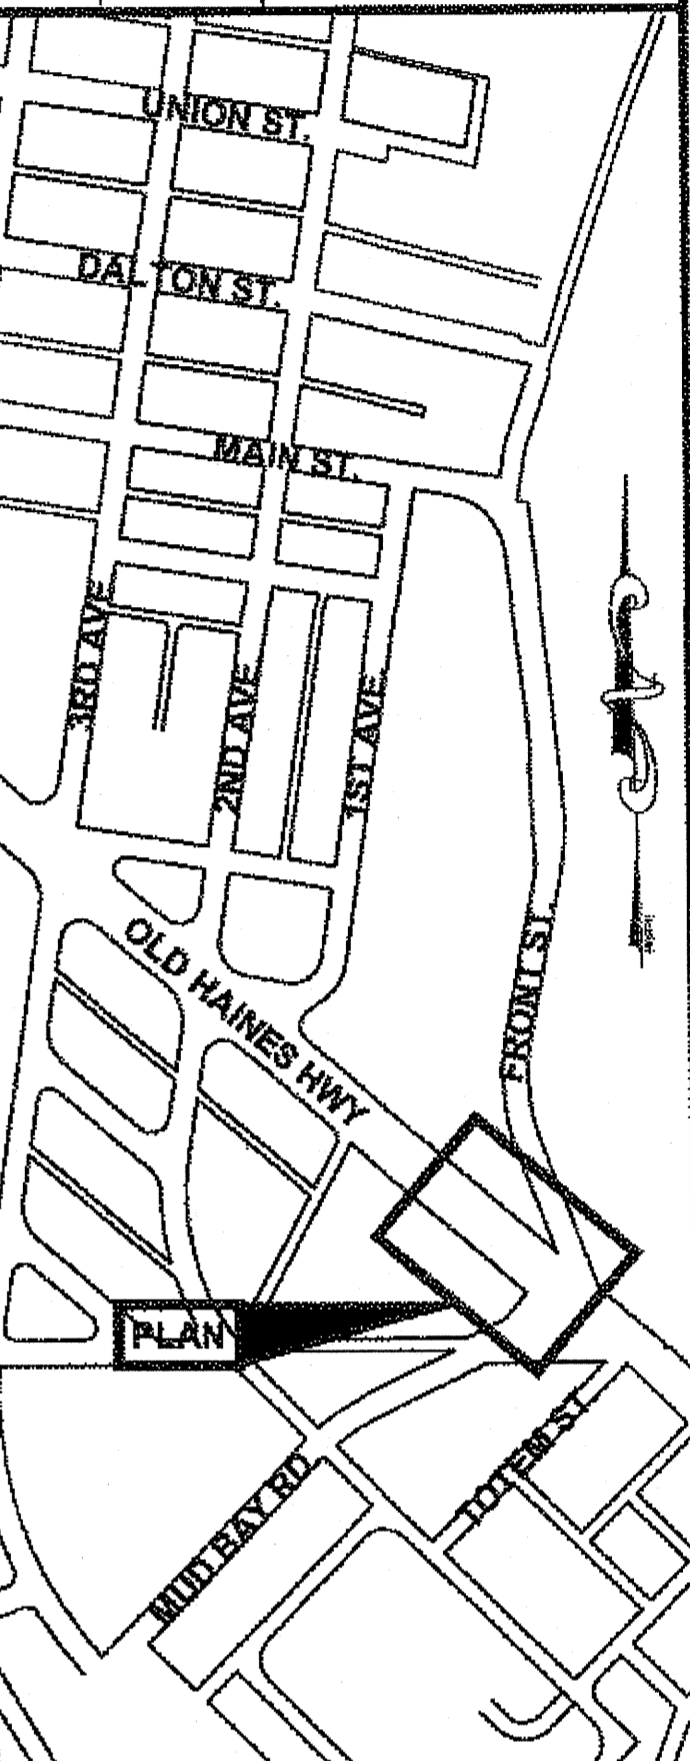 UNION ST.
DALTON ST.
MAIN ST.
3RD AVE
2ND AVE
1ST AVE.
OLD HAINES HWY
FRONT ST.
PLAN
TOTEM ST
MUD BAY RD